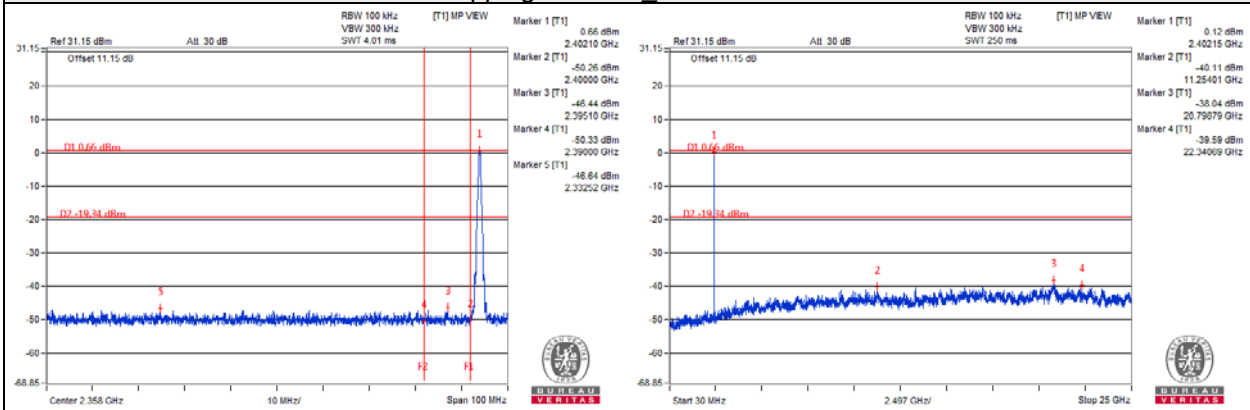 RBW 100 kHz
VBW 300 kHz
SWT 4.01 ms
[T1] MP VIEW
Ref 31.15 dBm
Att 30 dB
Offset 11.15 dB
31.15
20
10
0
-10
-20
-30
-40
-50
-60
-68.85
D1 0.66 dBm
D2 -19.34 dBm
1
5
4
3
2
F2
F1
Center 2.358 GHz
10 MHz/
Span 100 MHz
Marker 1 [T1]
0.66 dBm
2.40210 GHz
Marker 2 [T1]
-50.26 dBm
2.40000 GHz
Marker 3 [T1]
-46.44 dBm
2.39510 GHz
Marker 4 [T1]
-50.33 dBm
2.39000 GHz
Marker 5 [T1]
-46.64 dBm
2.33252 GHz
BUREAU
VERITAS
RBW 100 kHz
VBW 300 kHz
SWT 250 ms
[T1] MP VIEW
Ref 31.15 dBm
Att 30 dB
Offset 11.15 dB
31.15
20
10
0
-10
-20
-30
-40
-50
-60
-68.85
D1 0.66 dBm
D2 -19.34 dBm
1
2
3
4
Start 30 MHz
2.497 GHz/
Stop 25 GHz
Marker 1 [T1]
0.12 dBm
2.40215 GHz
Marker 2 [T1]
-40.11 dBm
11.25401 GHz
Marker 3 [T1]
-38.04 dBm
20.79879 GHz
Marker 4 [T1]
-39.59 dBm
22.34069 GHz
BUREAU
VERITAS